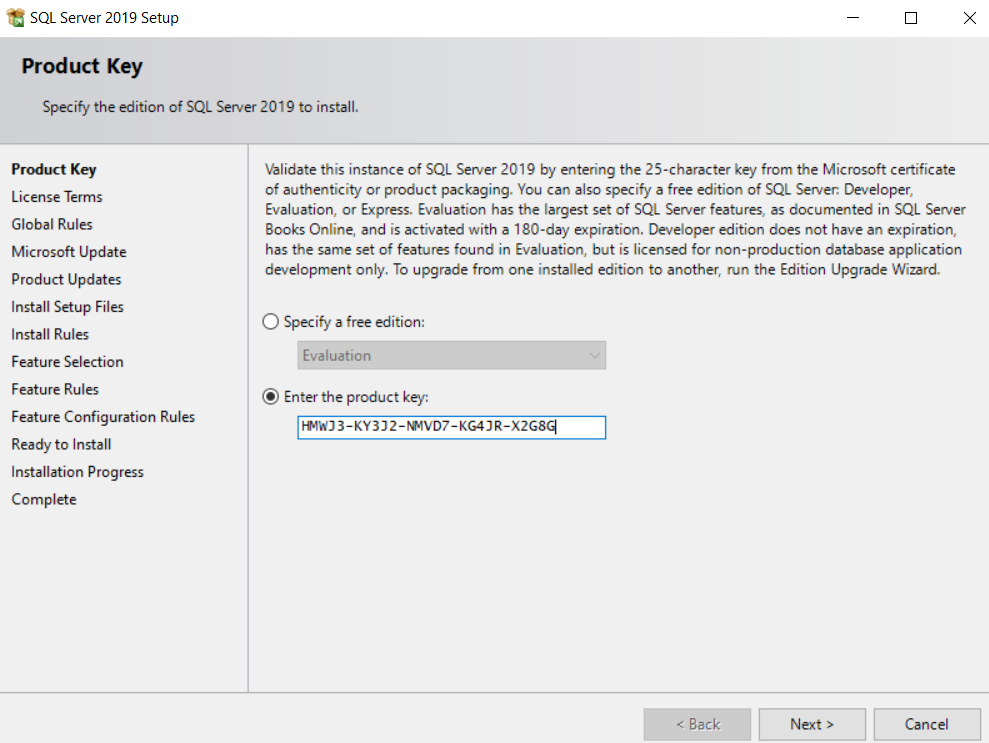 SQL Server 2019 Setup
Product Key
Specify the edition of SQL Server 2019 to install.
Product Key
License Terms
Global Rules
Microsoft Update
Product Updates
Install Setup Files
Install Rules
Feature Selection
Feature Rules
Feature Configuration Rules
Ready to Install
Installation Progress
Complete
Validate this instance of SQL Server 2019 by entering the 25-character key from the Microsoft certificate
of authenticity or product packaging. You can also specify a free edition of SQL Server: Developer,
Evaluation, or Express. Evaluation has the largest set of SQL Server features, as documented in SQL Server
Books Online, and is activated with a 180-day expiration. Developer edition does not have an expiration,
has the same set of features found in Evaluation, but is licensed for non-production database application
development only. To upgrade from one installed edition to another, run the Edition Upgrade Wizard.
Specify a free edition:
Evaluation
Enter the product key:
HMWJ3-KY3J2-NMVD7-KG4JR-X2G8G
< Back
Next >
Cancel